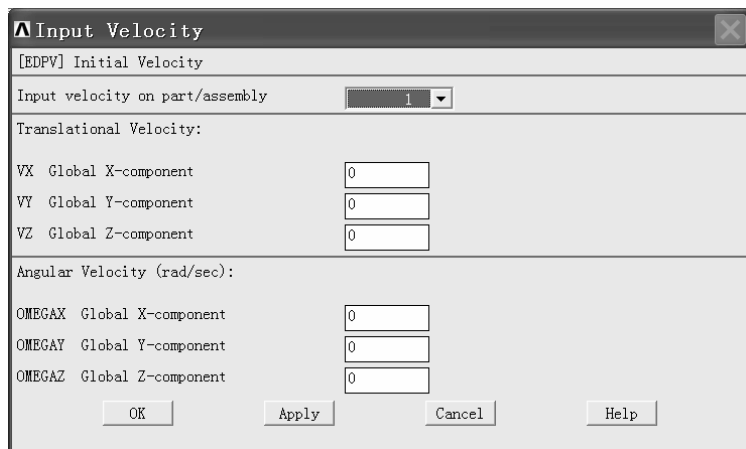 Input Velocity
[EDPV] Initial Velocity
Input velocity on part/assembly 1
Translational Velocity:
VX Global X-component 0
VY Global Y-component 0
VZ Global Z-component 0
Angular Velocity (rad/sec):
OMEGAX Global X-component 0
OMEGAY Global Y-component 0
OMEGAZ Global Z-component 0
OK Apply Cancel Help